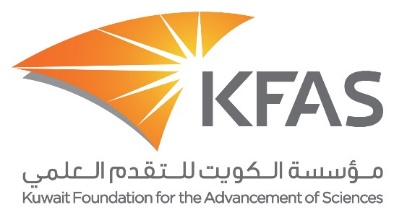 KFAS
مؤسسة الكويت للتقدم العلمي
Kuwait Foundation for the Advancement of Sciences